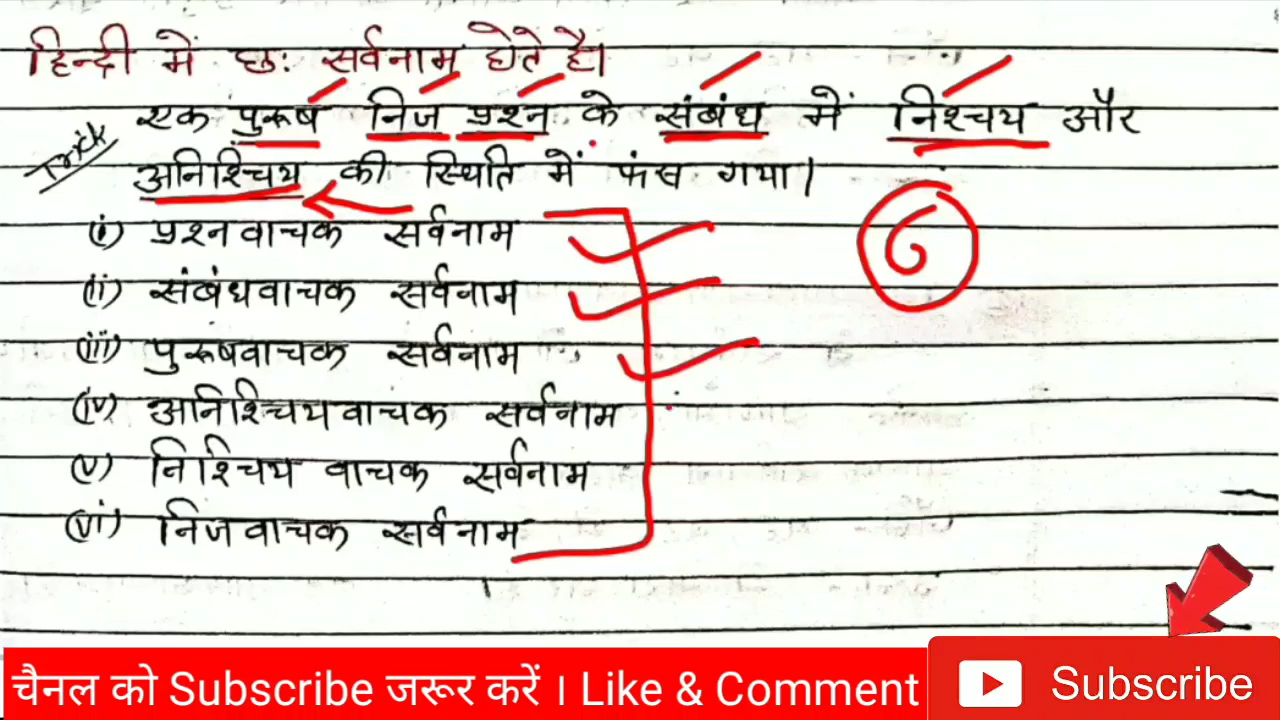 हिन्दी में छः सर्वनाम होते है।
एक पुरूष निज प्रश्न के संबंध में निश्चय और
Trick
अनिश्चिय की स्थिति में फंस गया।
६
(i) प्रश्नवाचक सर्वनाम
(ii) संबंधवाचक सर्वनाम
(iii) पुरूषवाचक सर्वनाम
(iv) अनिश्चियवाचक सर्वनाम
(v) निश्चिय वाचक सर्वनाम
(vi) निजवाचक सर्वनाम
चैनल को Subscribe जरूर करें । Like & Comment
Subscribe